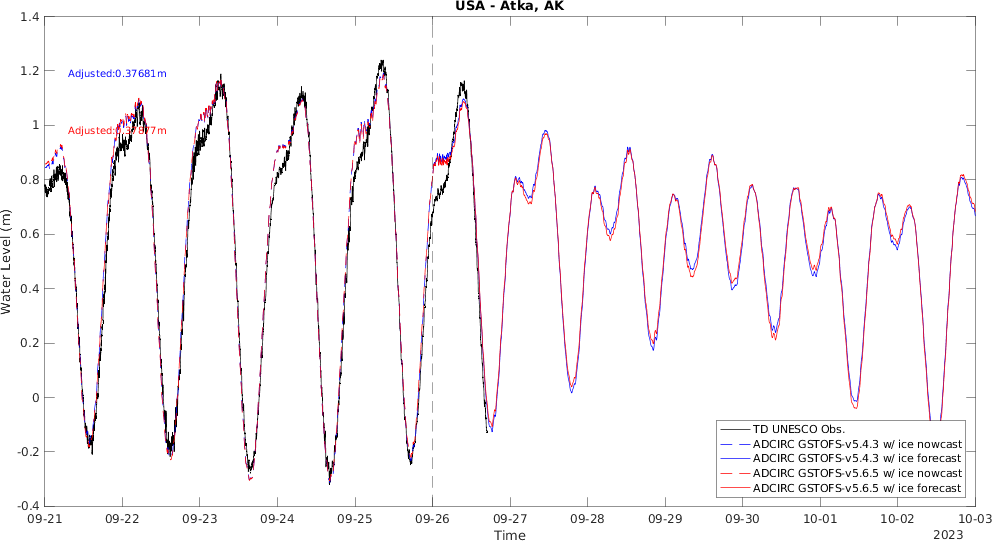 USA - Atka, AK
1.4
1.2
1
0.8
0.6
0.4
0.2
0
-0.2
-0.4
Water Level (m)
Adjusted:0.37681m
Adjusted:0.37877m
TD UNESCO Obs.
ADCIRC GSTOFS-v5.4.3 w/ ice nowcast
ADCIRC GSTOFS-v5.4.3 w/ ice forecast
ADCIRC GSTOFS-v5.6.5 w/ ice nowcast
ADCIRC GSTOFS-v5.6.5 w/ ice forecast
09-21 09-22 09-23 09-24 09-25 09-26 09-27 09-28 09-29 09-30 10-01 10-02 10-03
Time
2023